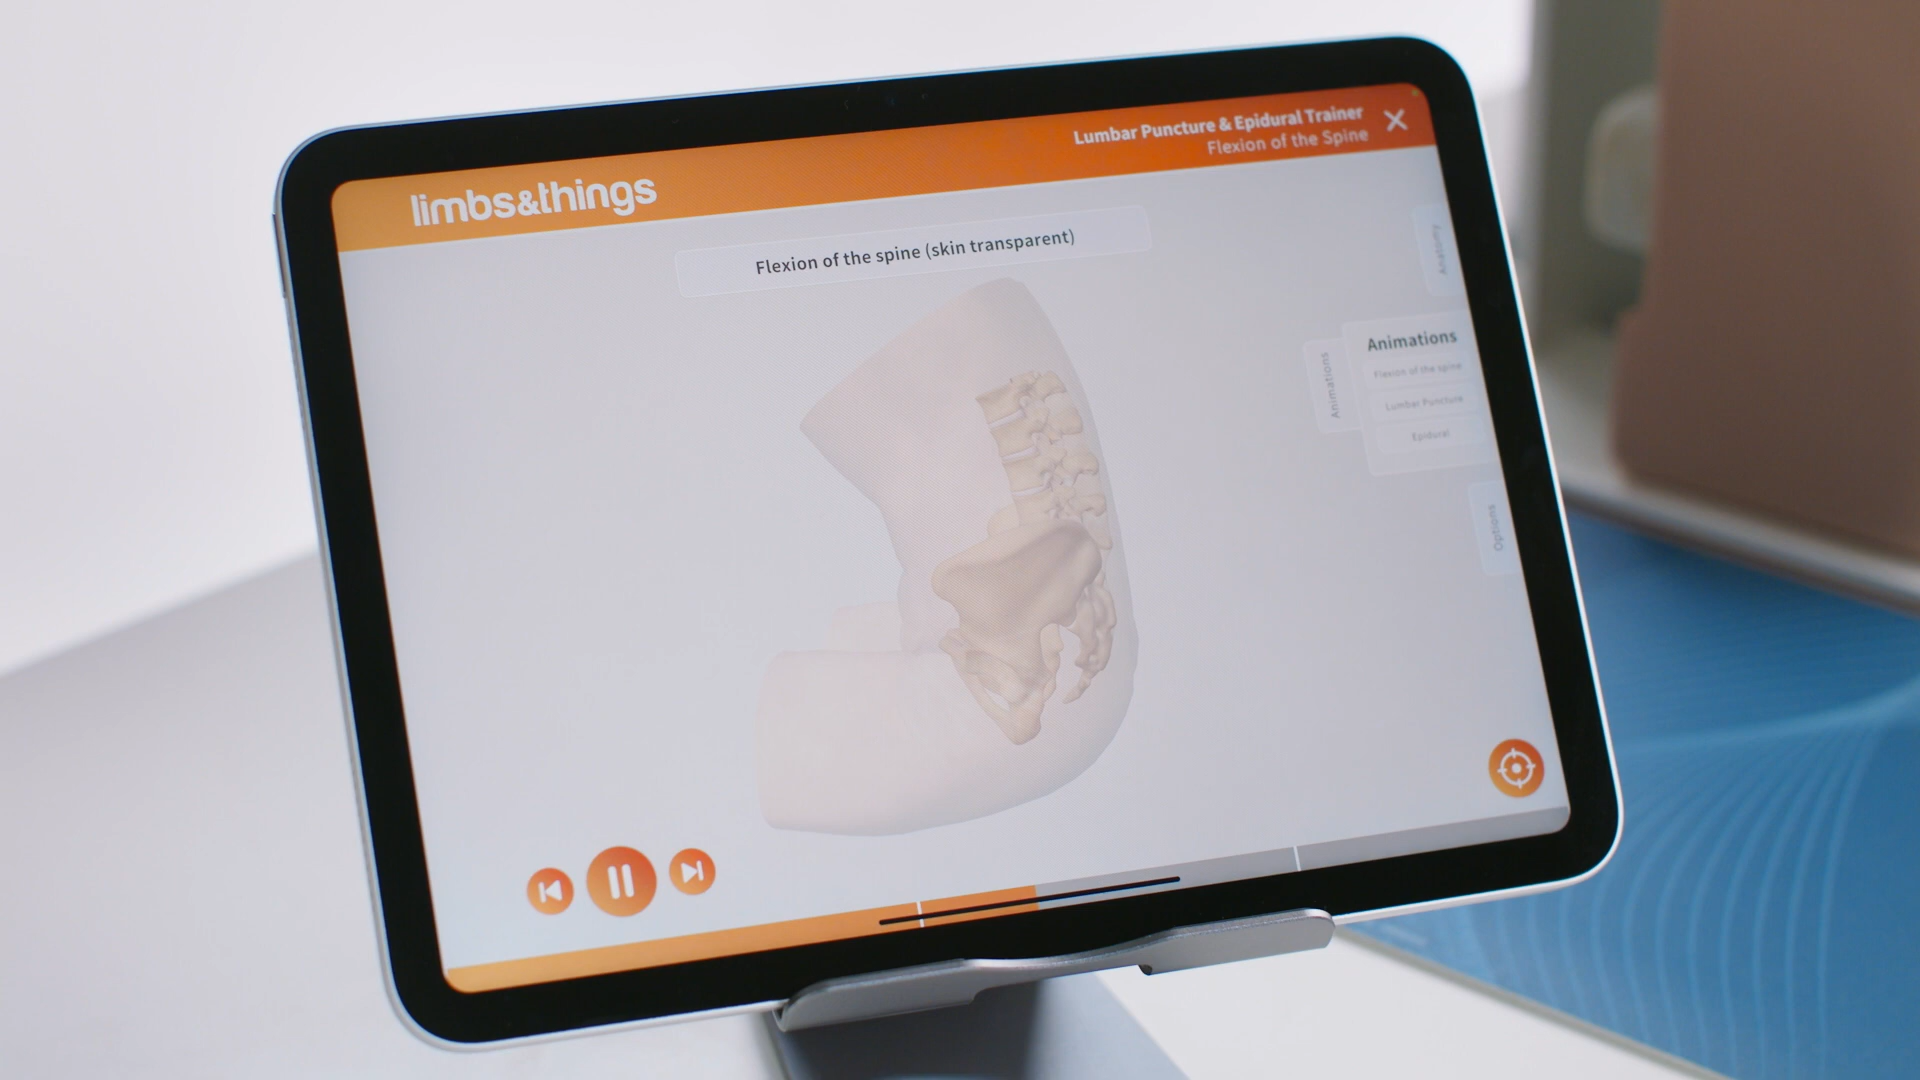 limbs&things
Lumbar Puncture & Epidural Trainer
Flexion of the Spine
Flexion of the spine (skin transparent)
Anatomy
Animations
Animations
Flexion of the spine
Lumbar Puncture
Epidural
Options